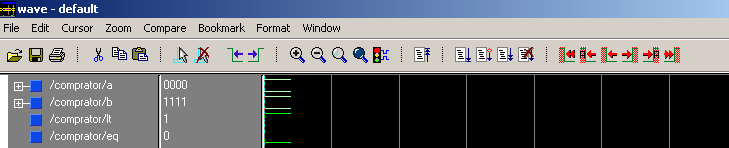 wave - default
File Edit Cursor Zoom Compare Bookmark Format Window
/comprator/a 0000
/comprator/b 1111
/comprator/lt 1
/comprator/eq 0